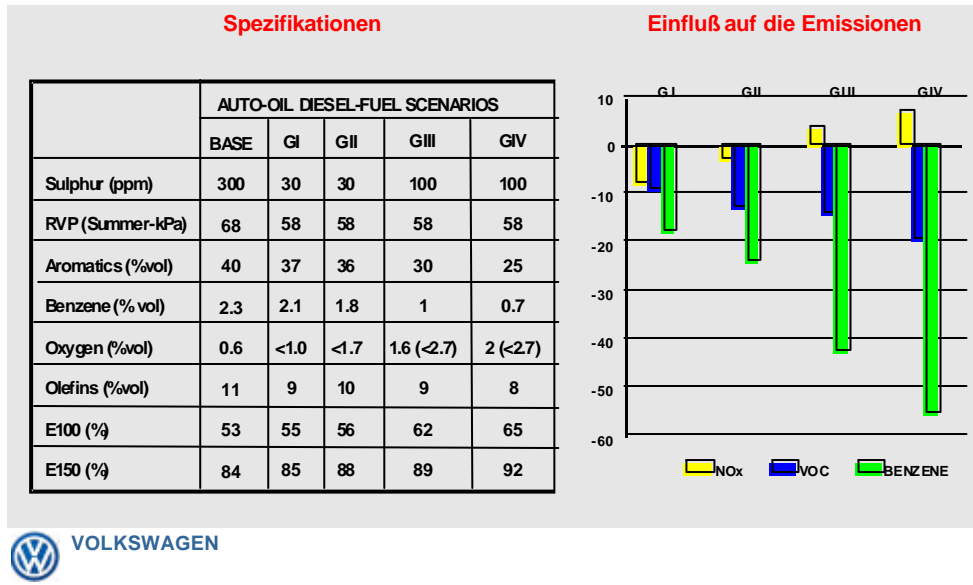 Spezifikationen
Einfluß auf die Emissionen
AUTO-OIL DIESEL-FUEL SCENARIOS
BASE GI GII GIII GIV
Sulphur (ppm) 300 30 30 100 100
RVP (Summer-kPa) 68 58 58 58 58
Aromatics (%vol) 40 37 36 30 25
Benzene (% vol) 2.3 2.1 1.8 1 0.7
Oxygen (%vol) 0.6 <1.0 <1.7 1.6 (<2.7) 2 (<2.7)
Olefins (%vol) 11 9 10 9 8
E100 (%) 53 55 56 62 65
E150 (%) 84 85 88 89 92
GI GII GIII GIV
10
0
-10
-20
-30
-40
-50
-60
NOx VOC BENZENE
VOLKSWAGEN